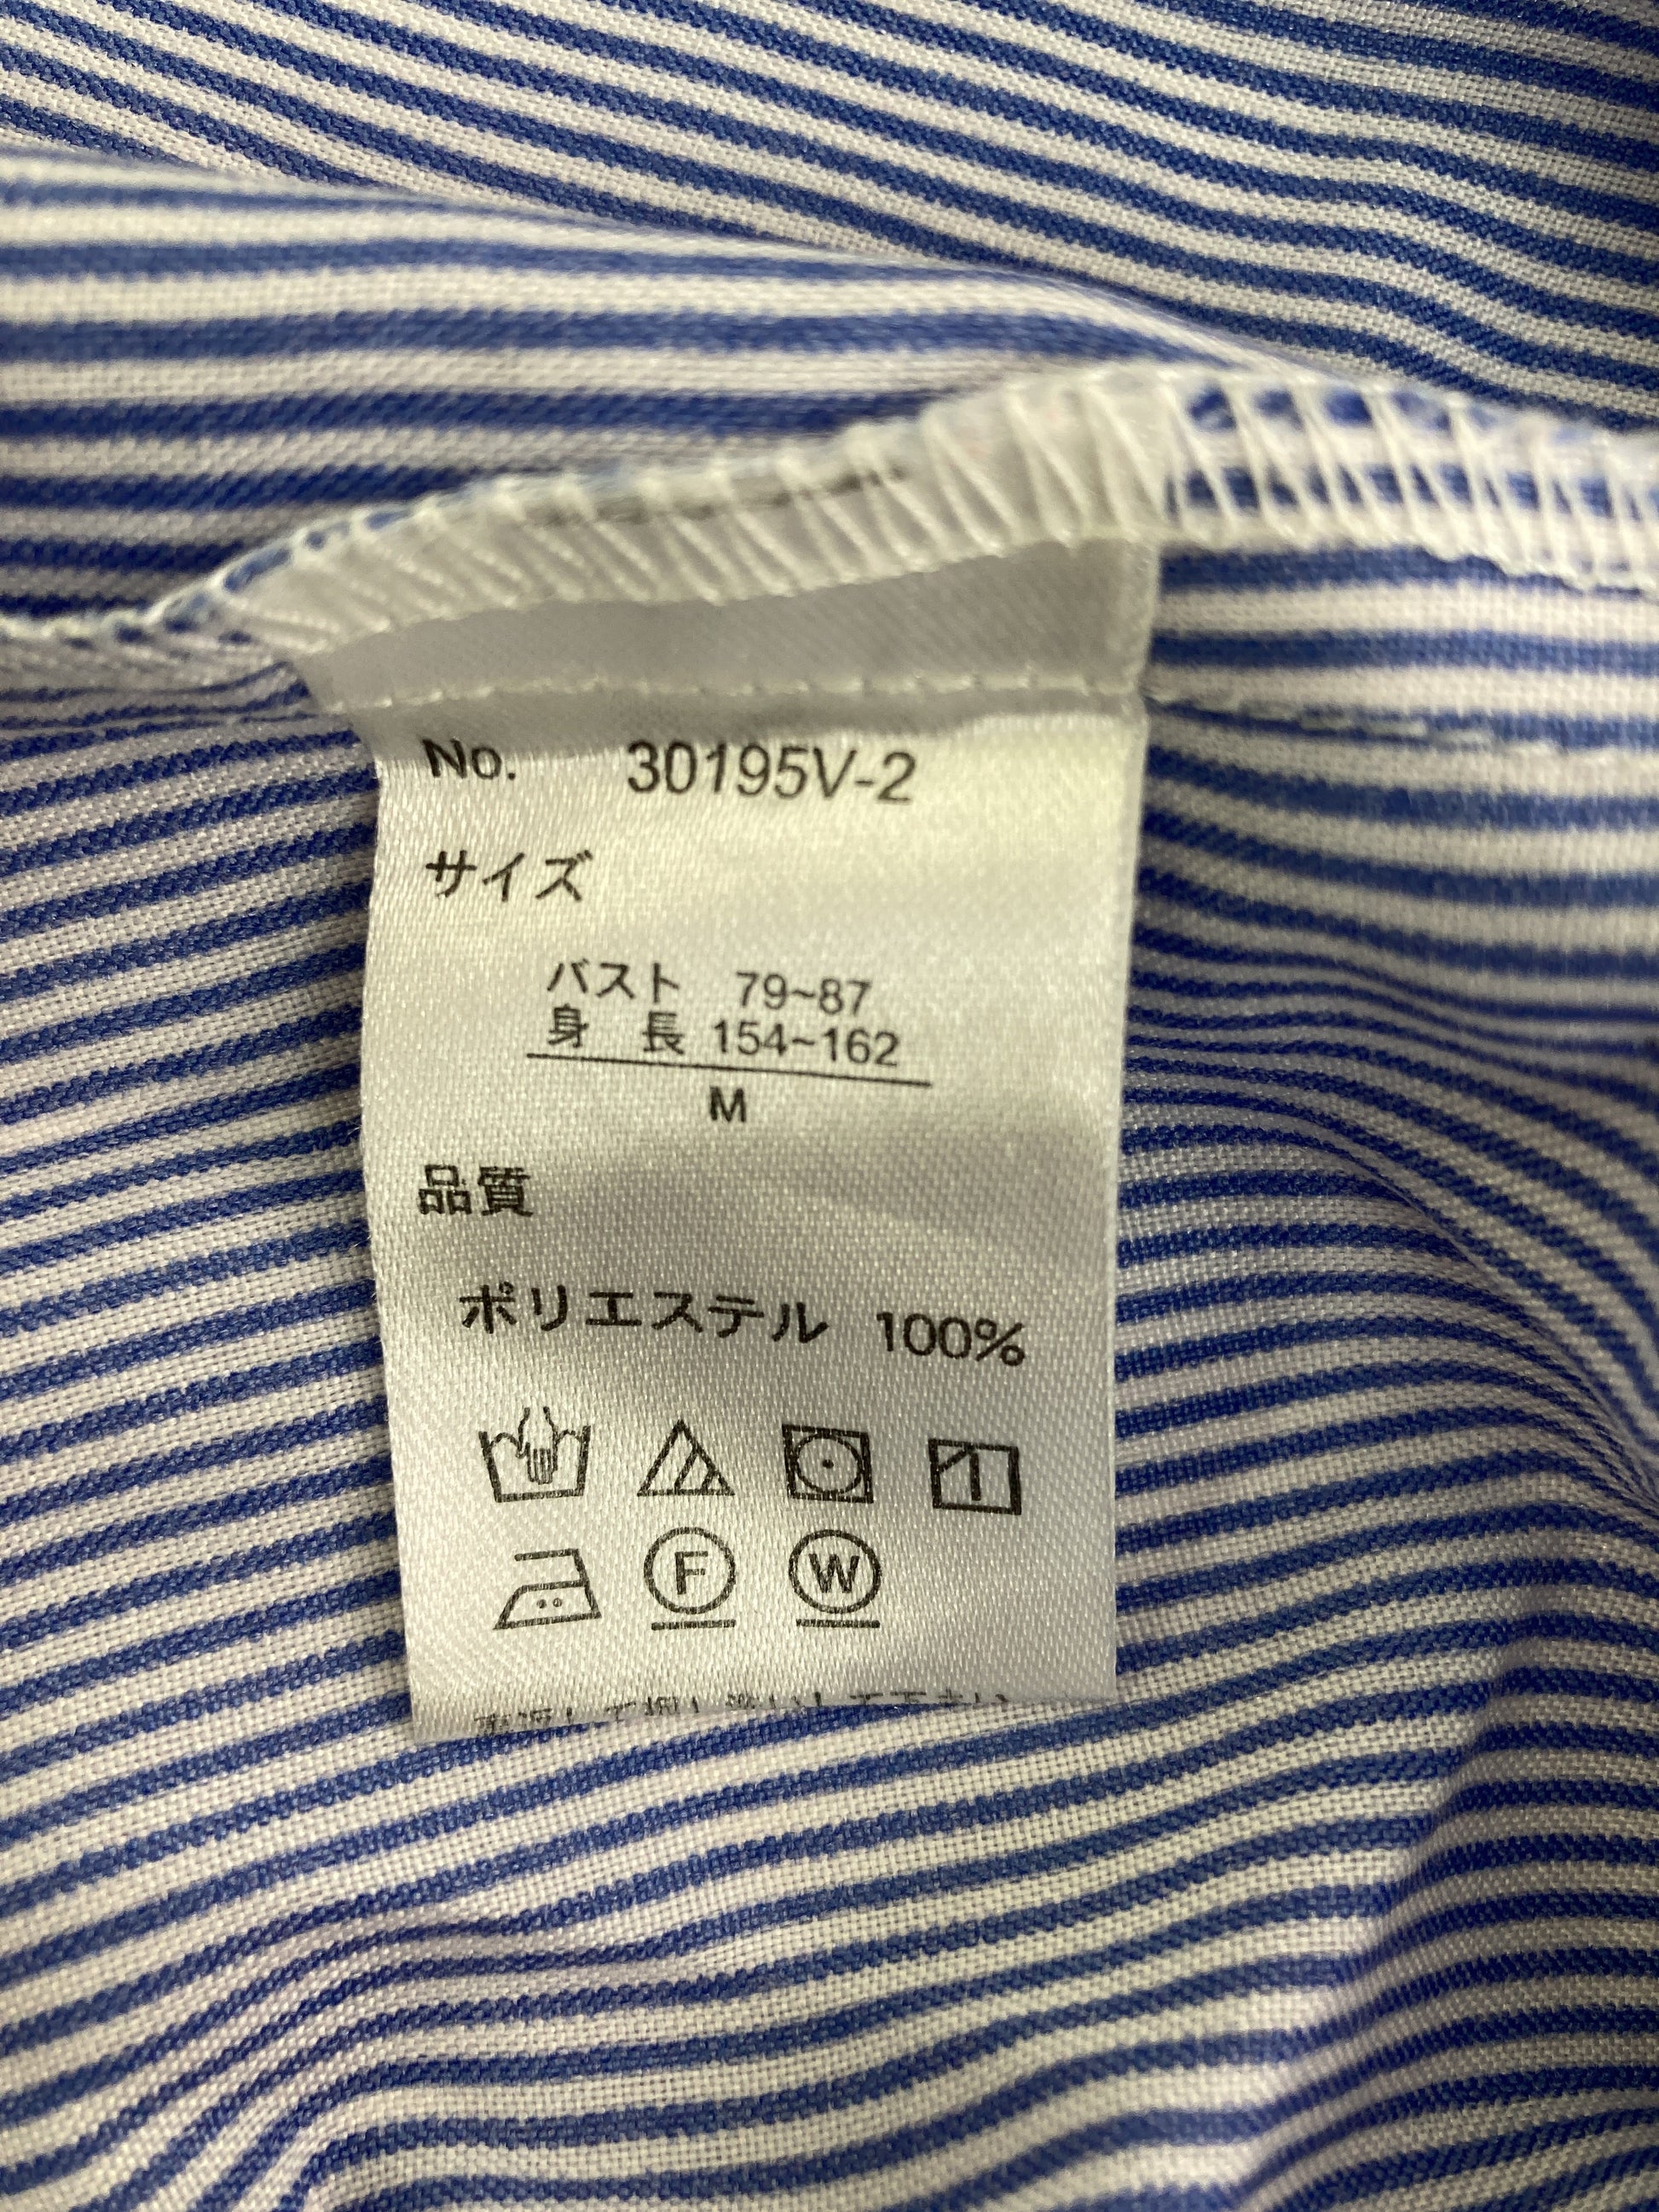 No. 30195V-2
サイズ
バスト 79~87
身 長 154~162
M
品質
ポリエステル 100%
F W